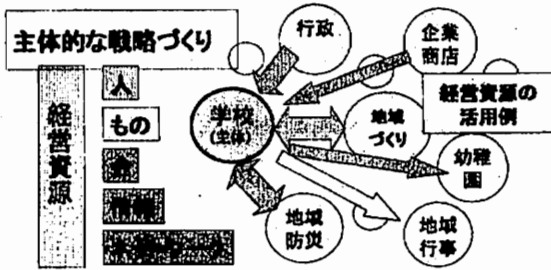 主体的な戦略づくり
経営資源
人
もの
行政
企業
商店
経営資源の
活用例
学校
(主体)
地域
づくり
幼稚
園
地域
防災
地域
行事